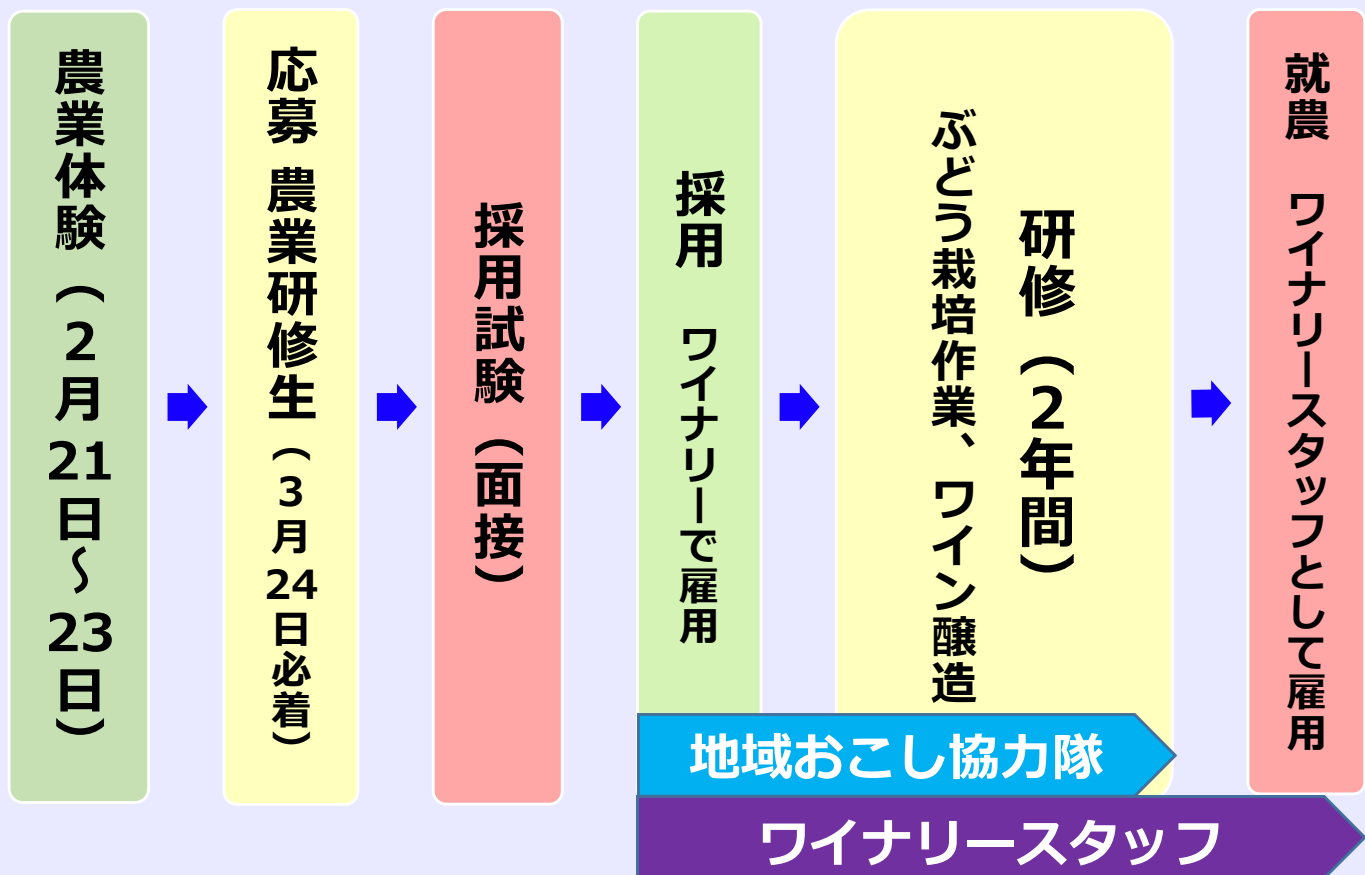 農業体験（2月21日～23日）
応募 農業研修生（3月24日必着）
採用試験（面接）
採用　ワイナリーで雇用
研修（2年間）
ぶどう栽培作業、ワイン醸造
就農　ワイナリースタッフとして雇用
地域おこし協力隊
ワイナリースタッフ